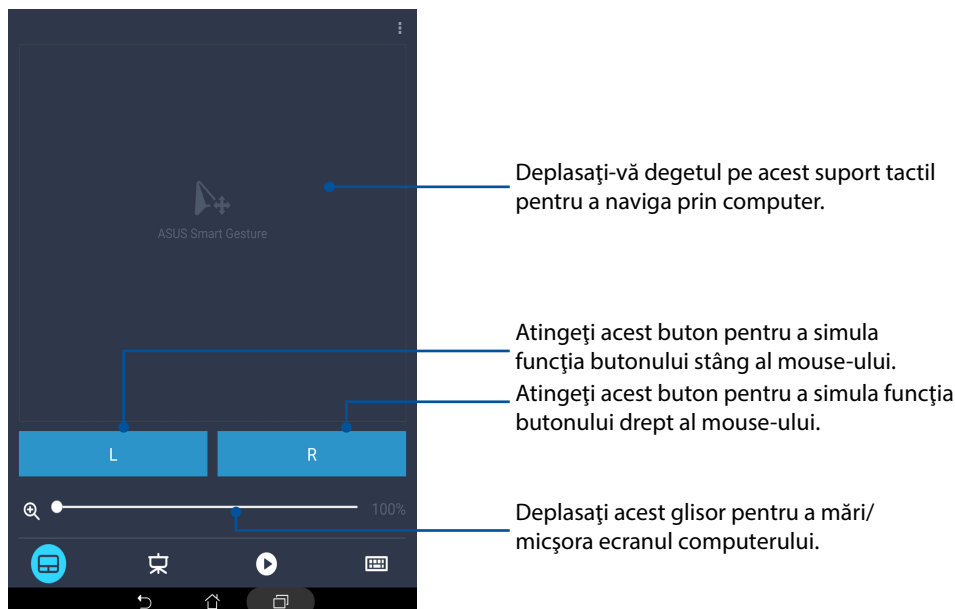 Deplasaţi-vă degetul pe acest suport tactil
pentru a naviga prin computer.
ASUS Smart Gesture
Atingeţi acest buton pentru a simula
funcţia butonului stâng al mouse-ului.
Atingeţi acest buton pentru a simula funcţia
butonului drept al mouse-ului.
L
R
100%
Deplasaţi acest glisor pentru a mări/
micşora ecranul computerului.